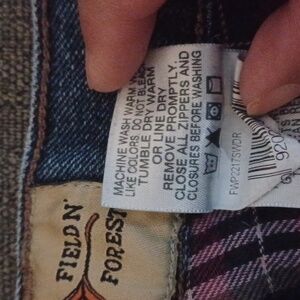 MACHINE WASH WARM W
LIKE COLORS. DO NOT BLEACH
TUMBLE DRY WARM
OR LINE DRY
REMOVE PROMPTLY.
CLOSE ALL ZIPPERS AND
CLOSURES BEFORE WASHING
FWP2217SWDR
FIELD N'
FOREST